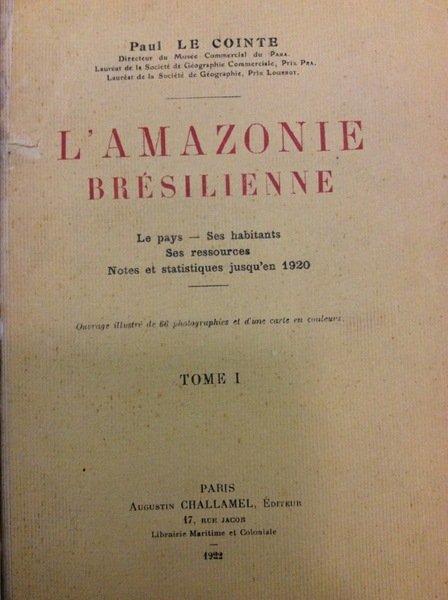 Paul LE COINTE
Directeur du Musée Commercial du Para.
Lauréat de la Société de Géographie Commerciale, Prix Pra.
Lauréat de la Société de Géographie, Prix Lourbot.
L'AMAZONIE
BRÉSILIENNE
Le pays — Ses habitants
Ses ressources
Notes et statistiques jusqu'en 1920
Ouvrage illustré de 66 photographies et d'une carte en couleurs.
TOME I
PARIS
Augustin CHALLAMEL, Éditeur
17, RUE JACOB
Librairie Maritime et Coloniale
1922